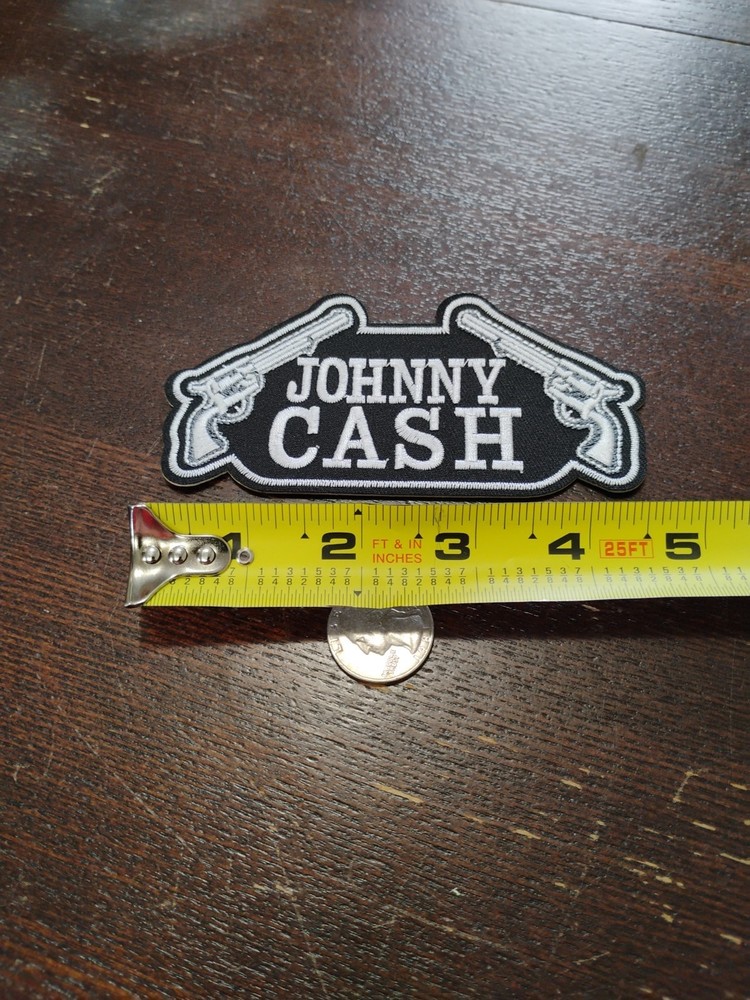 JOHNNY
CASH
1 2 FT & IN 3 4 25FT 5
INCHES